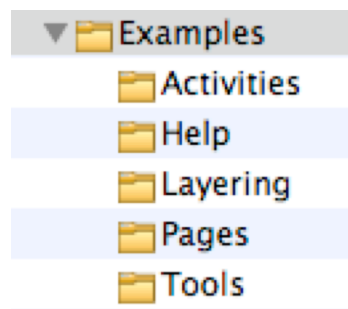 Examples
Activities
Help
Layering
Pages
Tools